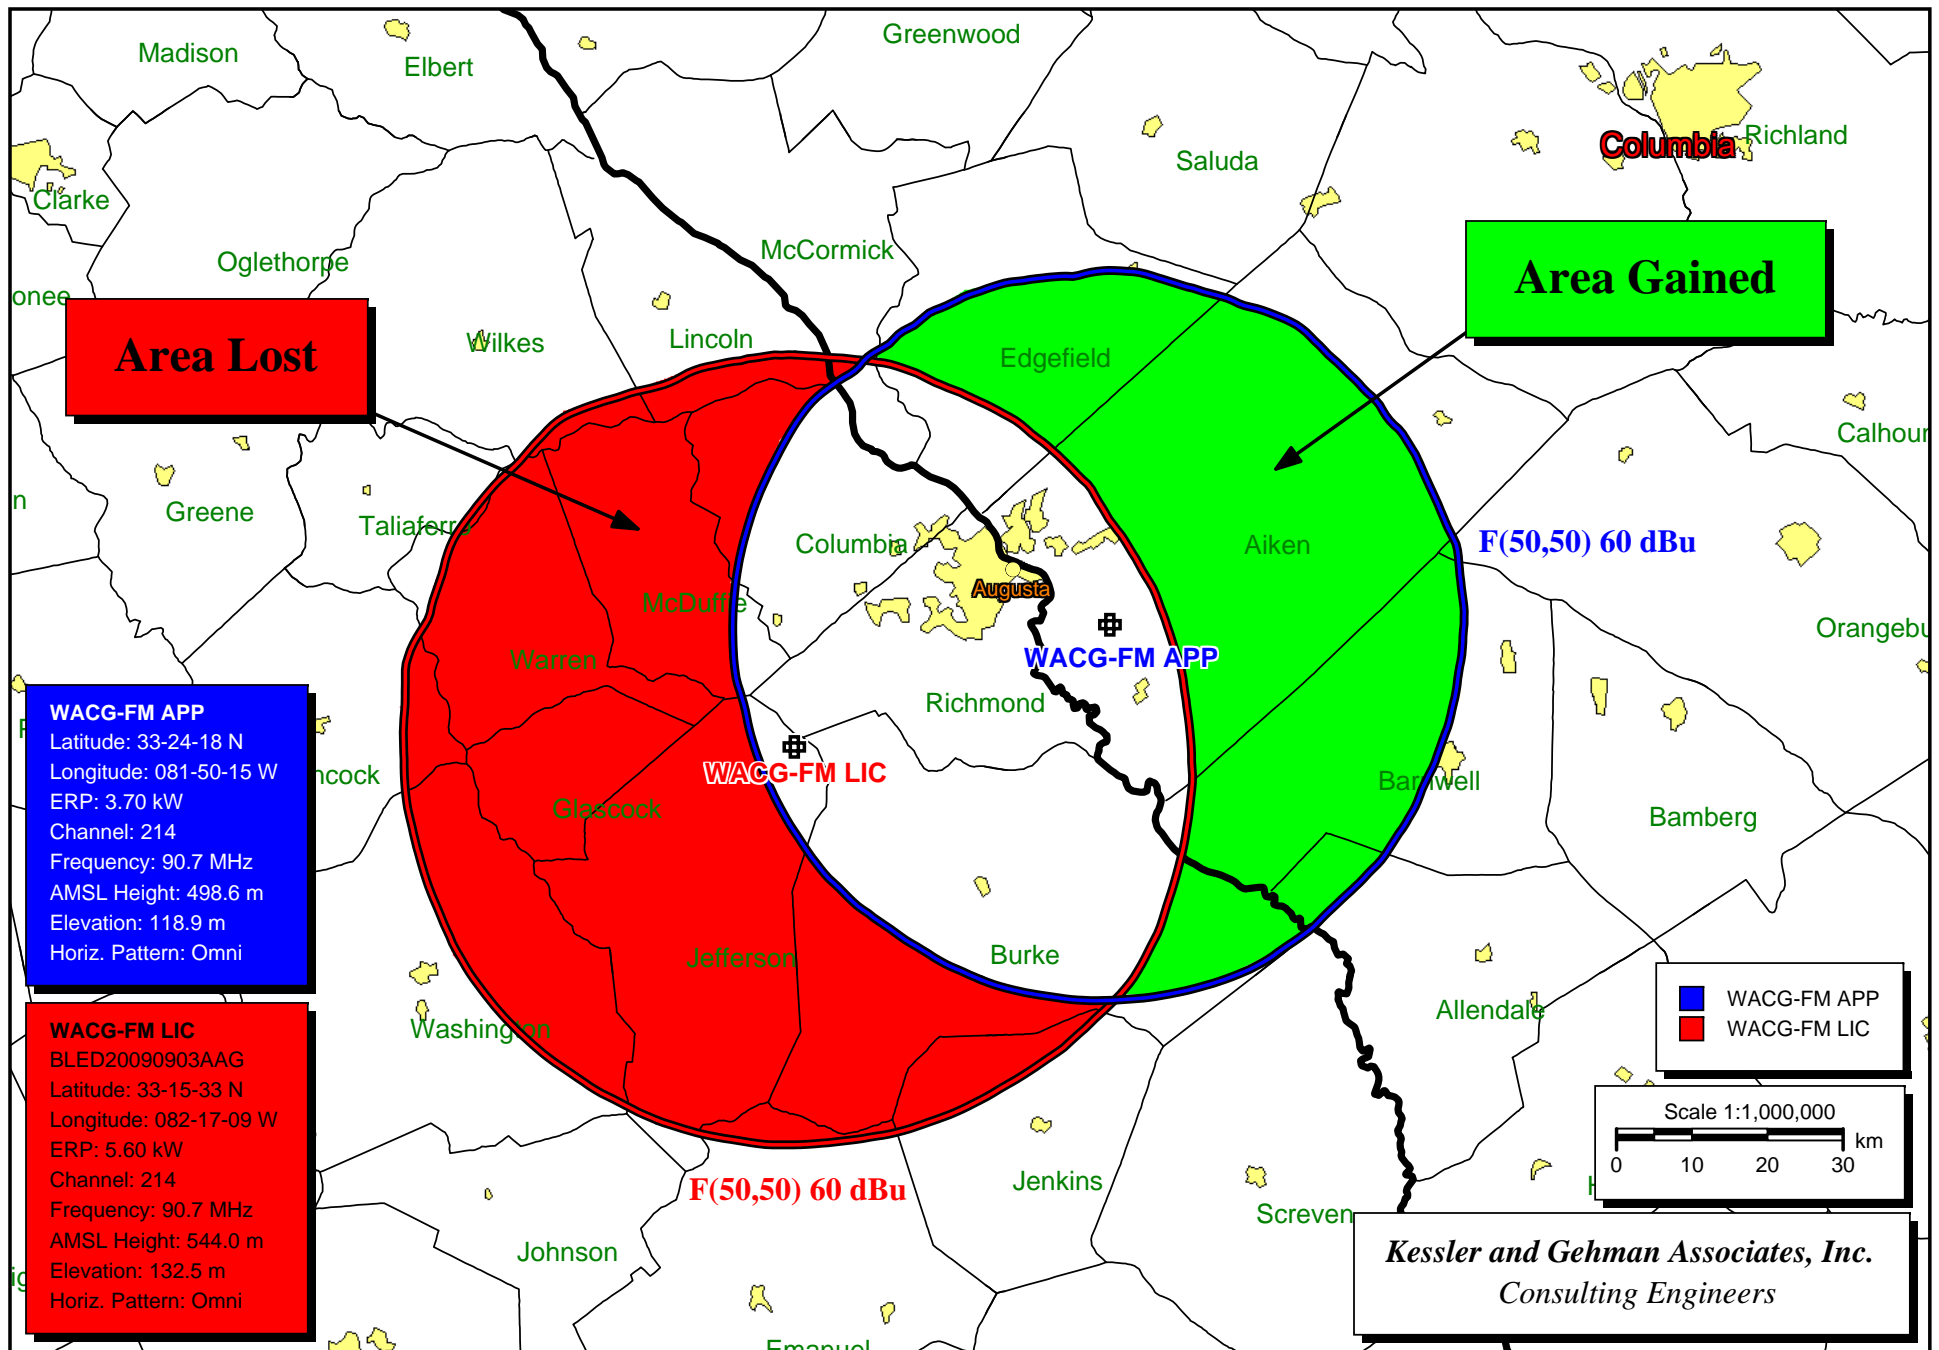 Greenwood
Madison
Elbert
Columbia
Richland
Saluda
Clarke
McCormick
Oglethorpe
Area Gained
onee
Area Lost
Wilkes
Lincoln
Edgefield
Calhour
n
Greene
Taliaferr
Columbia
Aiken
F(50,50) 60 dBu
Augusta
McDuffie
Orangebu
Warren
WACG-FM APP
Richmond
WACG-FM APP
Latitude: 33-24-18 N
Longitude: 081-50-15 W
ERP: 3.70 kW
Channel: 214
Frequency: 90.7 MHz
AMSL Height: 498.6 m
Elevation: 118.9 m
Horiz. Pattern: Omni
ncock
WACG-FM LIC
Glascock
Barnwell
Bamberg
Jefferson
Burke
Washington
Allendale
WACG-FM APP
WACG-FM LIC
WACG-FM LIC
BLED20090903AAG
Latitude: 33-15-33 N
Longitude: 082-17-09 W
ERP: 5.60 kW
Channel: 214
Frequency: 90.7 MHz
AMSL Height: 544.0 m
Elevation: 132.5 m
Horiz. Pattern: Omni
Scale 1:1,000,000
km
0 10 20 30
F(50,50) 60 dBu
Jenkins
Screven
Johnson
Kessler and Gehman Associates, Inc.
Consulting Engineers
Emanuel